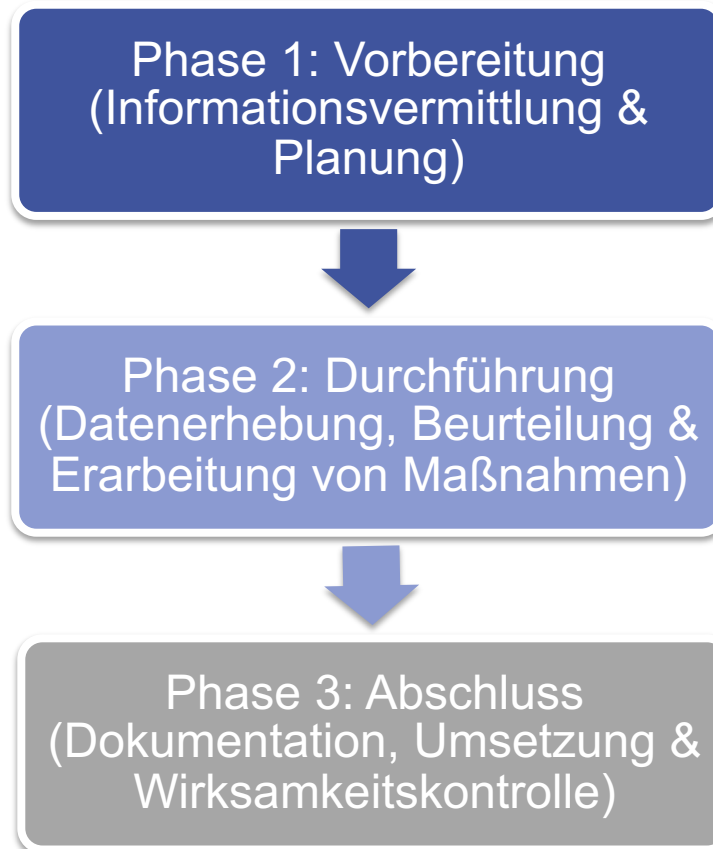 Phase 1: Vorbereitung
(Informationsvermittlung &
Planung)
Phase 2: Durchführung
(Datenerhebung, Beurteilung &
Erarbeitung von Maßnahmen)
Phase 3: Abschluss
(Dokumentation, Umsetzung &
Wirksamkeitskontrolle)